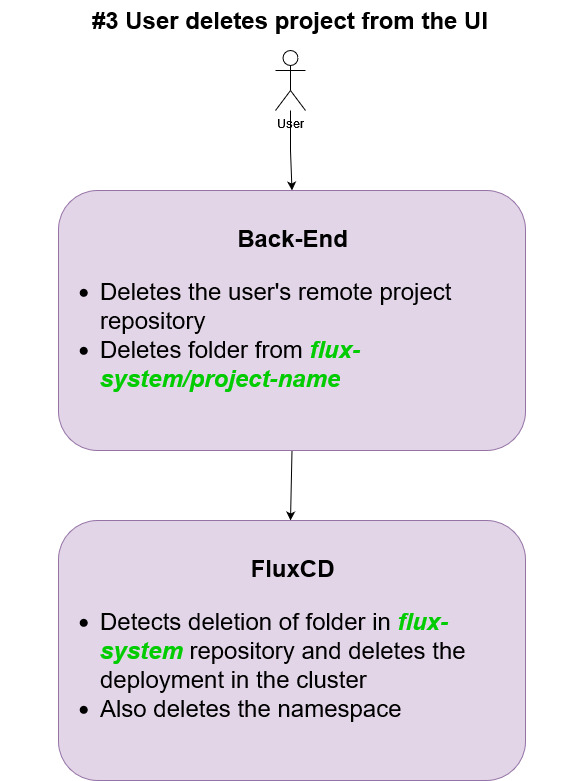 #3 User deletes project from the UI
User
Back-End
• Deletes the user's remote project
repository
• Deletes folder from flux-
system/project-name
FluxCD
• Detects deletion of folder in flux-
system repository and deletes the
deployment in the cluster
• Also deletes the namespace